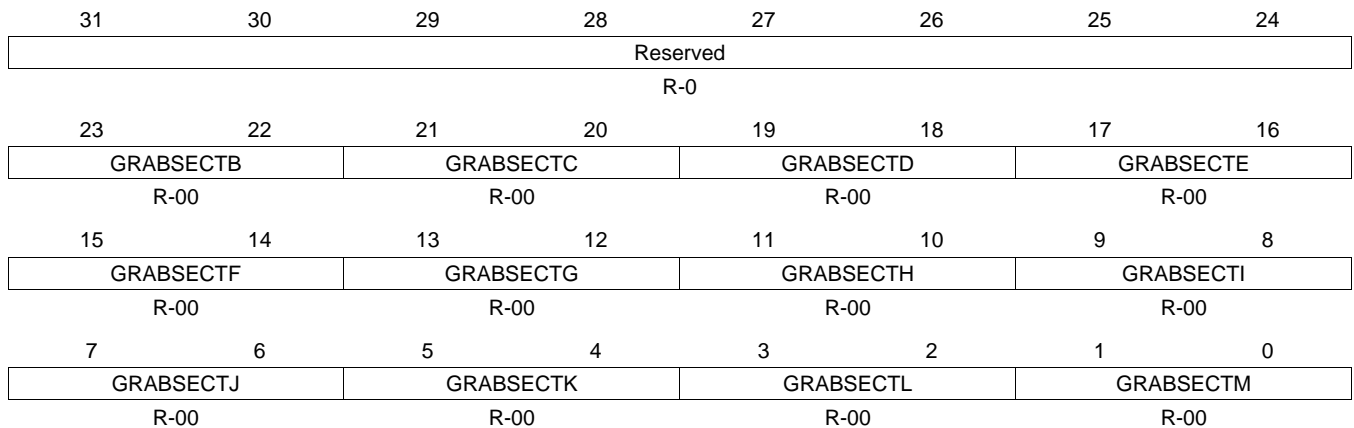 31 30 29 28 27 26 25 24
Reserved
R-0
23 22 21 20 19 18 17 16
GRABSECTB GRABSECTC GRABSECTD GRABSECTE
R-00 R-00 R-00 R-00
15 14 13 12 11 10 9 8
GRABSECTF GRABSECTG GRABSECTH GRABSECTI
R-00 R-00 R-00 R-00
7 6 5 4 3 2 1 0
GRABSECTJ GRABSECTK GRABSECTL GRABSECTM
R-00 R-00 R-00 R-00